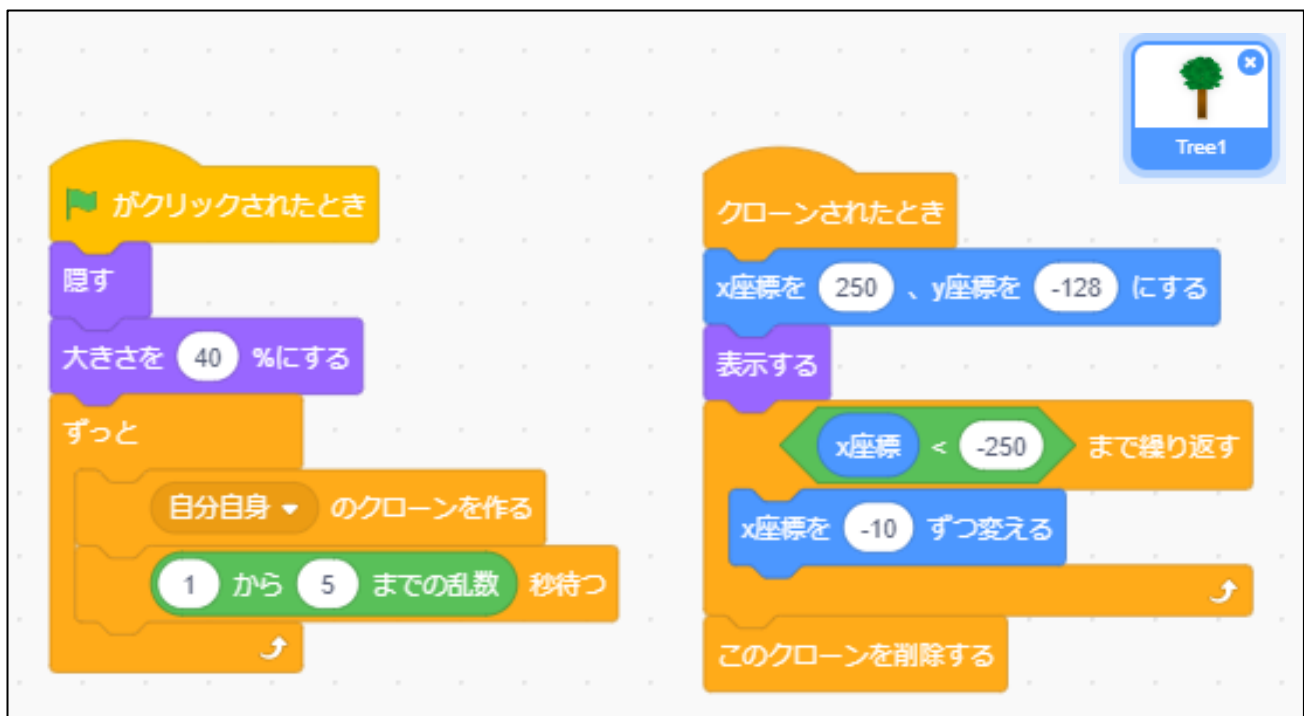 Tree1
がクリックされたとき
隠す
大きさを 40 %にする
ずっと
自分自身 のクローンを作る
1 から 5 までの乱数 秒待つ
クローンされたとき
x座標を 250 、y座標を -128 にする
表示する
x座標 < -250 まで繰り返す
x座標を -10 ずつ変える
このクローンを削除する